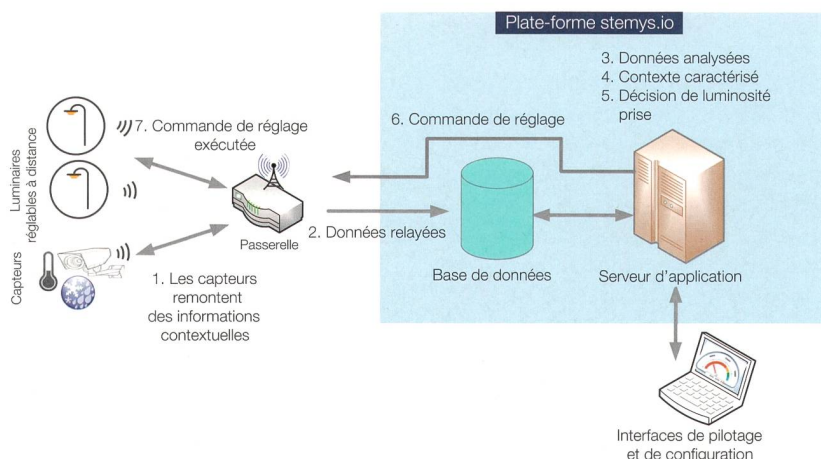 Plate-forme stemys.io
3. Données analysées
4. Contexte caractérisé
5. Décision de luminosité
prise
6. Commande de réglage
7. Commande de réglage
exécutée
Luminaires
réglables à distance
Passerelle
2. Données relayées
Base de données
Serveur d'application
Capteurs
1. Les capteurs
remontent
des informations
contextuelles
Interfaces de pilotage
et de configuration